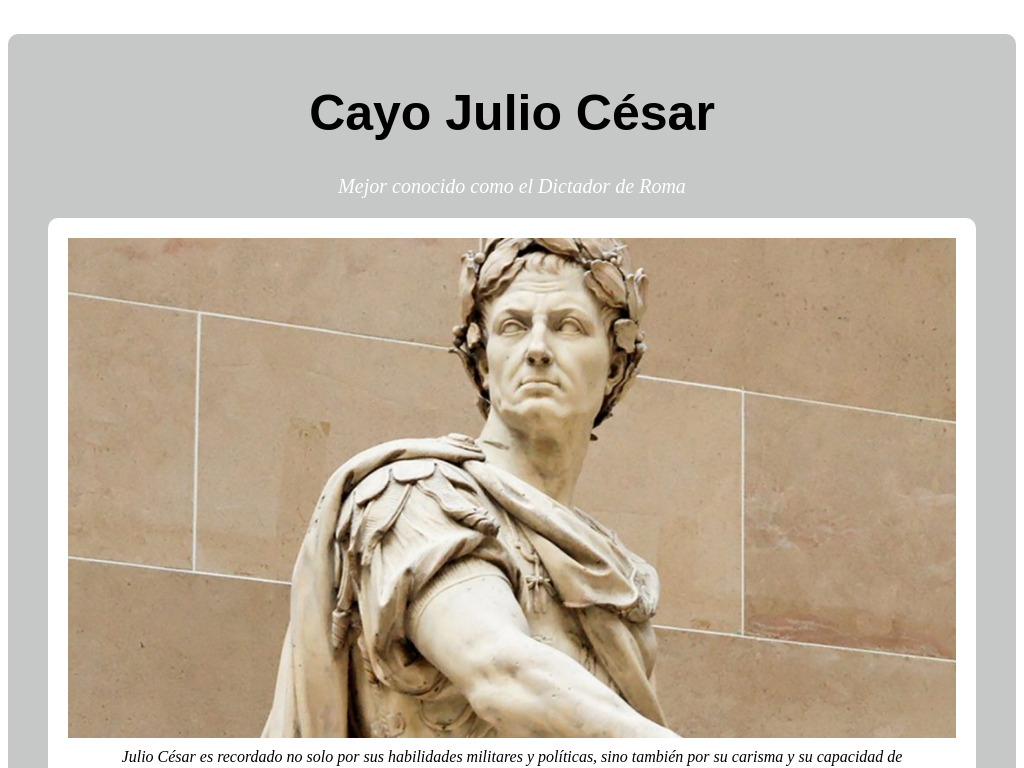 Cayo Julio César
Mejor conocido como el Dictador de Roma
Julio César es recordado no solo por sus habilidades militares y políticas, sino también por su carisma y su capacidad de